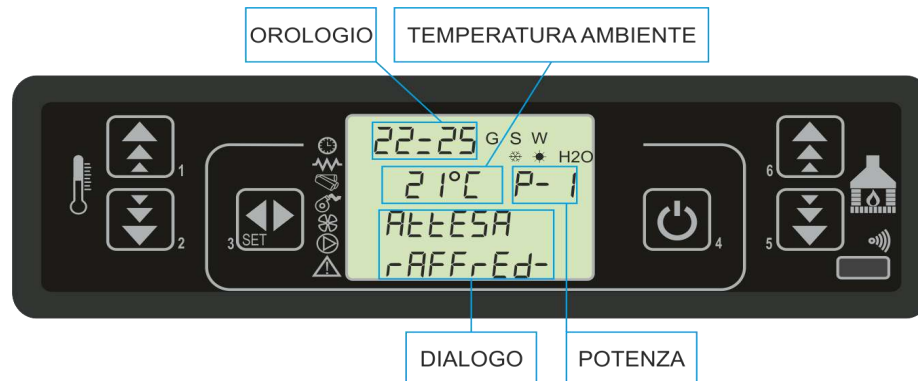 OROLOGIO
TEMPERATURA AMBIENTE
22:25 G S W
H2O
21°C P- 1
AttESA
rAFFrEd-
1
2
3
SET
4
6
5
DIALOGO
POTENZA